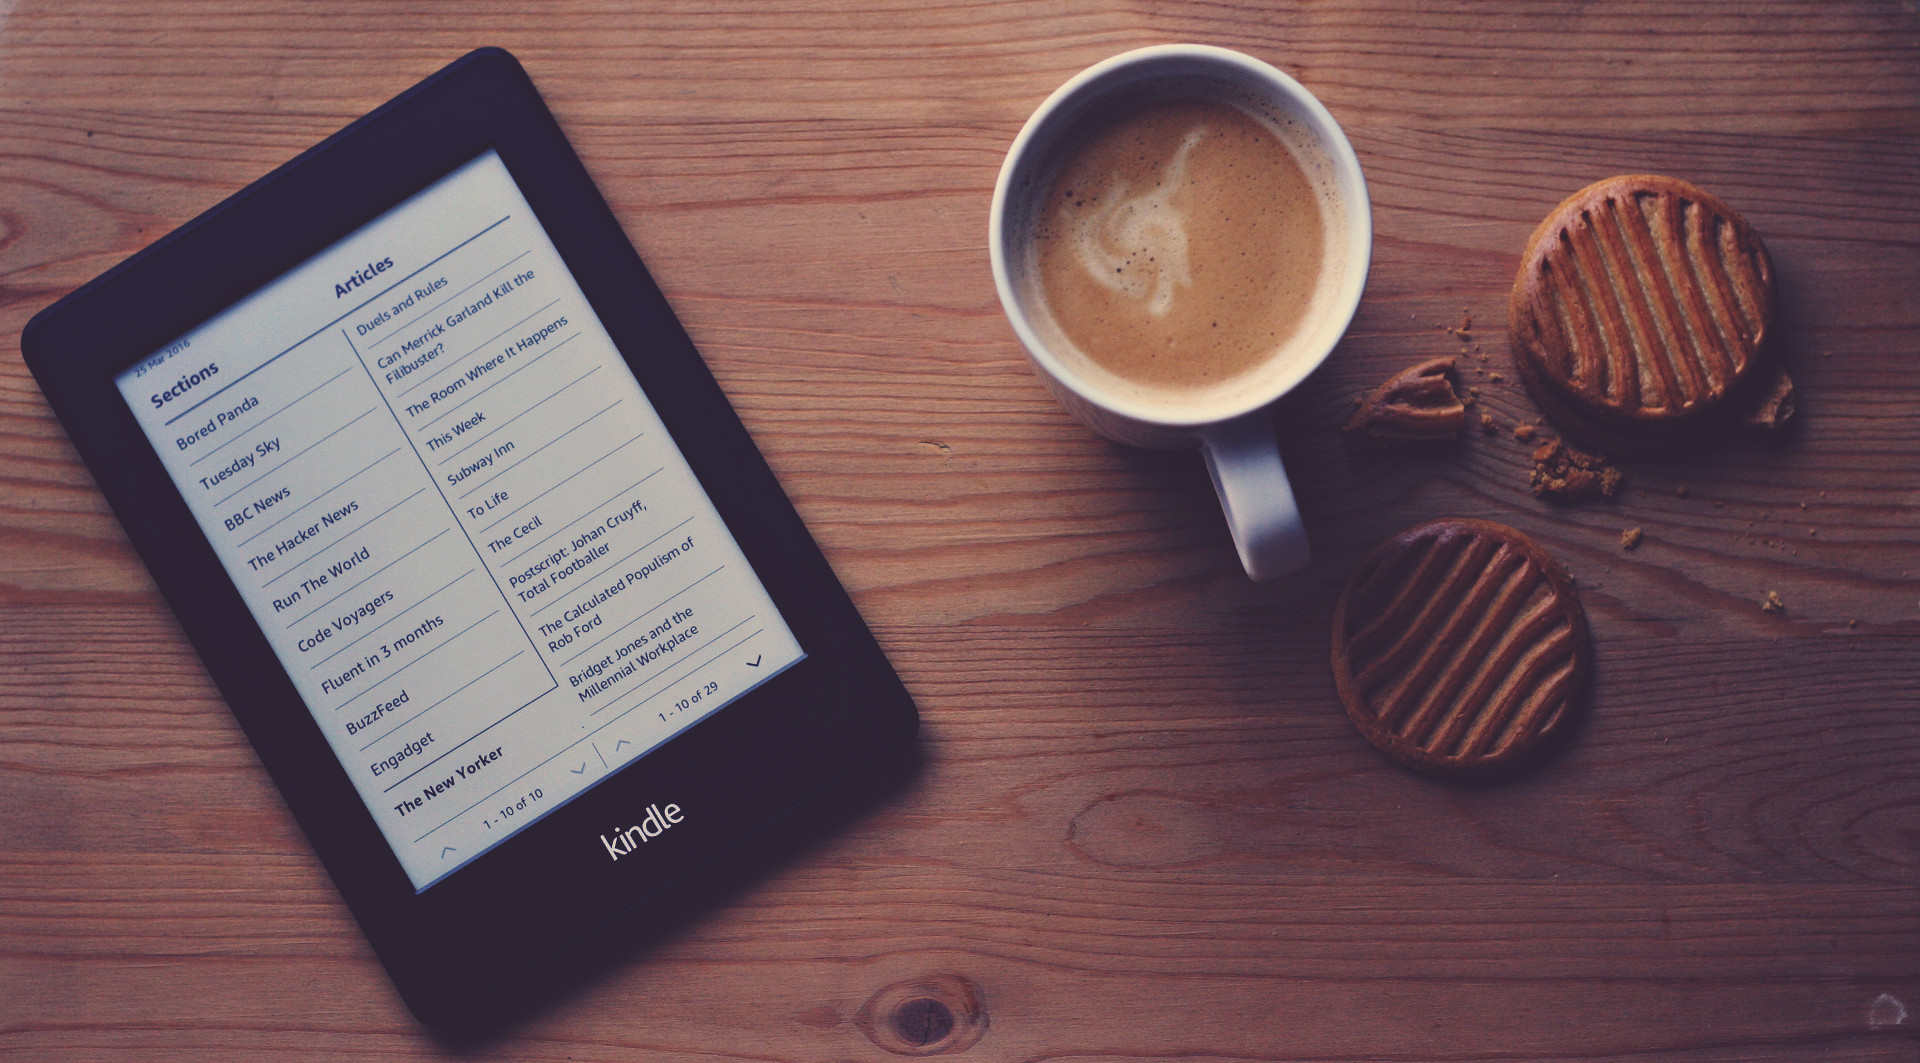 25 Mar 2016
Sections
Bored Panda
Tuesday Sky
BBC News
The Hacker News
Run The World
Code Voyagers
Fluent in 3 months
BuzzFeed
Engadget
The New Yorker
1 - 10 of 10
Articles
Duels and Rules
Can Merrick Garland Kill the
Filibuster?
The Room Where It Happens
This Week
Subway Inn
To Life
The Cecil
Postscript: Johan Cruyff,
Total Footballer
The Calculated Populism of
Rob Ford
Bridget Jones and the
Millennial Workplace
1 - 10 of 29
kindle